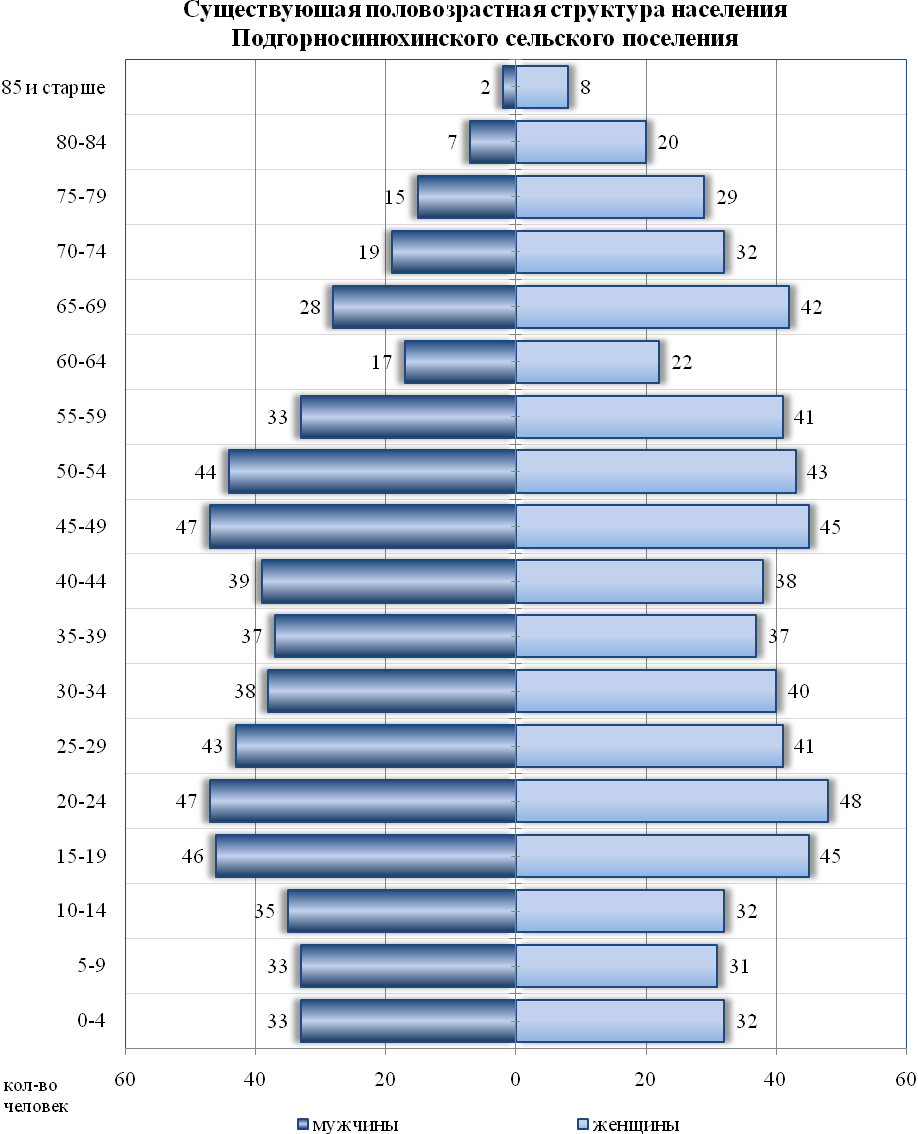 Существуюшая половозрастная структура населения
Подгорносинюхинского сельского поселения
85 и старше 2 8
80-84 7 20
75-79 15 29
70-74 19 32
65-69 28 42
60-64 17 22
55-59 33 41
50-54 44 43
45-49 47 45
40-44 39 38
35-39 37 37
30-34 38 40
25-29 43 41
20-24 47 48
15-19 46 45
10-14 35 32
5-9 33 31
0-4 33 32
60 40 20 0 20 40 60
кол-во
человек
мужчины женщины